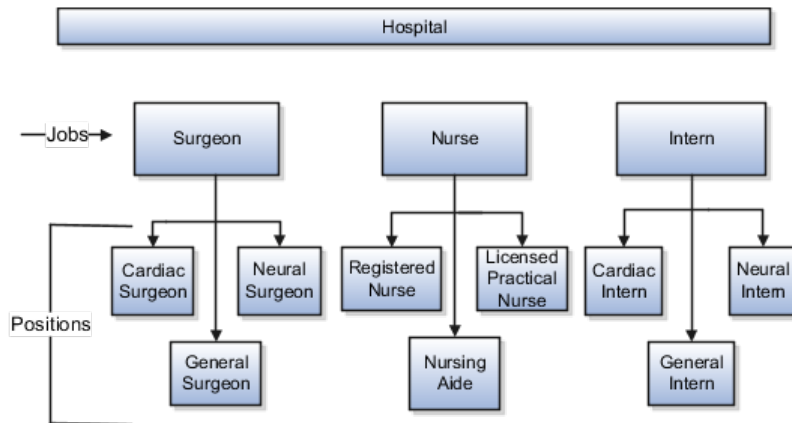 Hospital
Jobs
Surgeon
Nurse
Intern
Positions
Cardiac
Surgeon
Neural
Surgeon
General
Surgeon
Registered
Nurse
Licensed
Practical
Nurse
Nursing
Aide
Cardiac
Intern
Neural
Intern
General
Intern